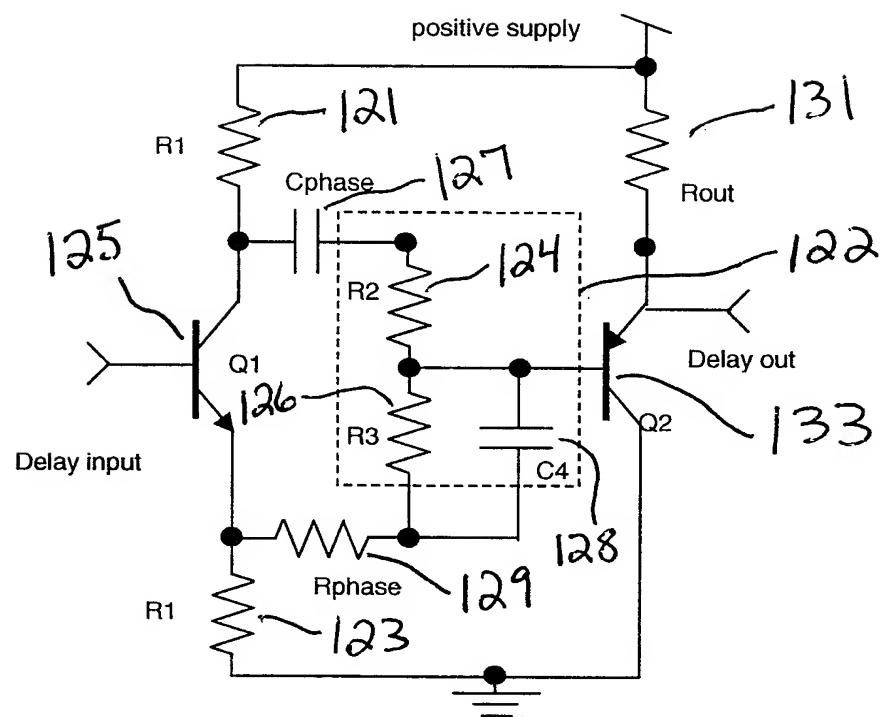 positive supply
121
131
R1
Cphase
127
Rout
125
124
122
R2
Q1
Delay out
126
R3
Q2
133
Delay input
C4
128
Rphase
129
R1
123